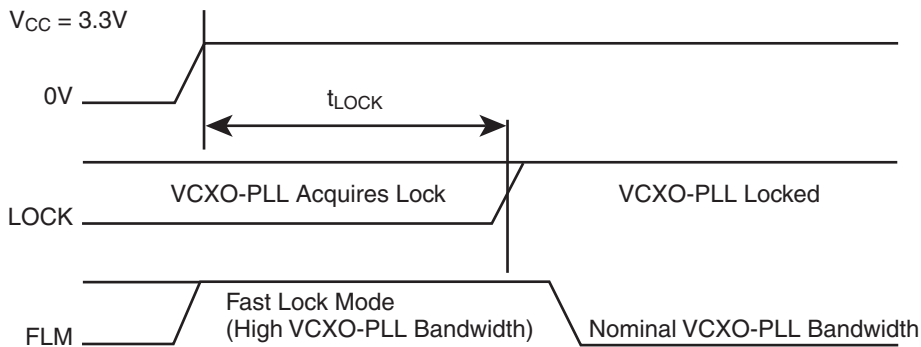 VCC = 3.3V
0V
tLOCK
VCXO-PLL Acquires Lock
VCXO-PLL Locked
LOCK
Fast Lock Mode
(High VCXO-PLL Bandwidth)
Nominal VCXO-PLL Bandwidth
FLM